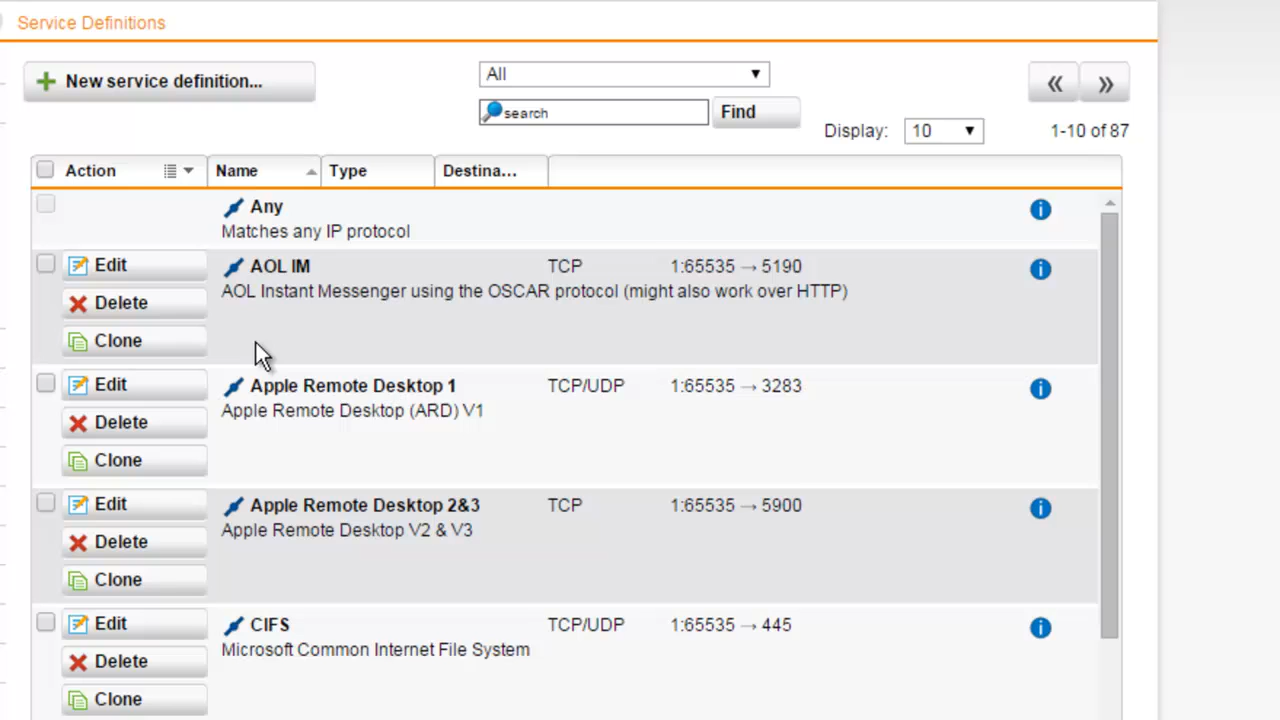 Service Definitions
New service definition...
All
search
Find
Display:
10
1-10 of 87
Action
Name
Type
Destina...
Any
Matches any IP protocol
Edit
AOL IM
TCP
1:65535 → 5190
Delete
AOL Instant Messenger using the OSCAR protocol (might also work over HTTP)
Clone
Edit
Apple Remote Desktop 1
TCP/UDP
1:65535 → 3283
Delete
Apple Remote Desktop (ARD) V1
Clone
Edit
Apple Remote Desktop 2&3
TCP
1:65535 → 5900
Delete
Apple Remote Desktop V2 & V3
Clone
Edit
CIFS
TCP/UDP
1:65535 → 445
Delete
Microsoft Common Internet File System
Clone